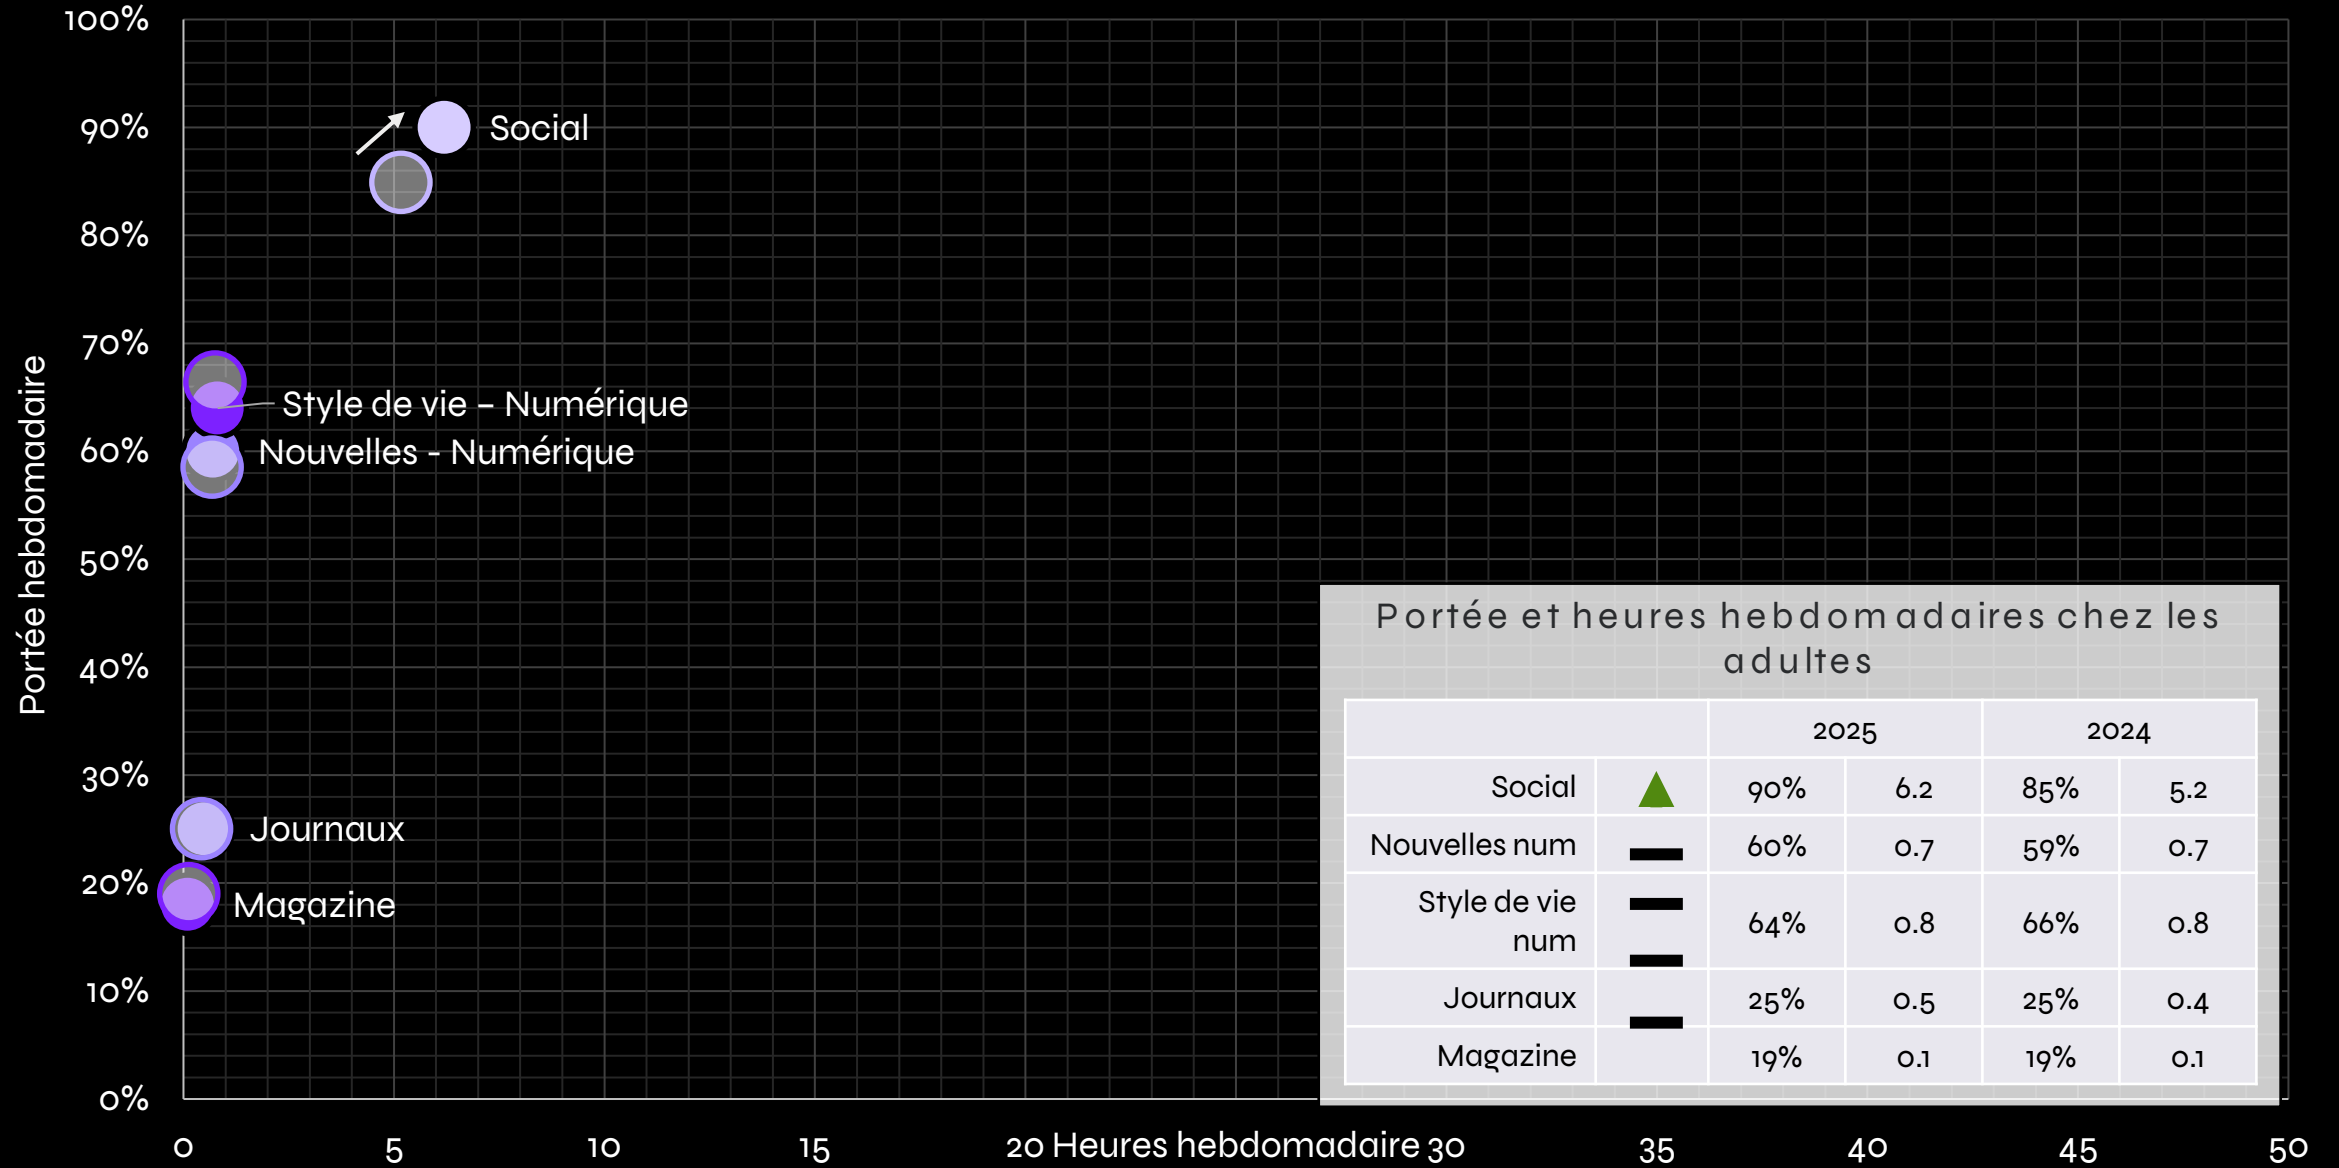 100%
90%
80%
70%
60%
50%
40%
30%
20%
10%
0%
Portée hebdomadaire
Social
Style de vie – Numérique
Nouvelles - Numérique
Journaux
Magazine
0 5 10 15 20 Heures hebdomadaire 30 35 40 45 50
Portée et heures hebdomadaires chez les
adultes
2025 2024
Social 90% 6.2 85% 5.2
Nouvelles num 60% 0.7 59% 0.7
Style de vie
num 64% 0.8 66% 0.8
Journaux 25% 0.5 25% 0.4
Magazine 19% 0.1 19% 0.1